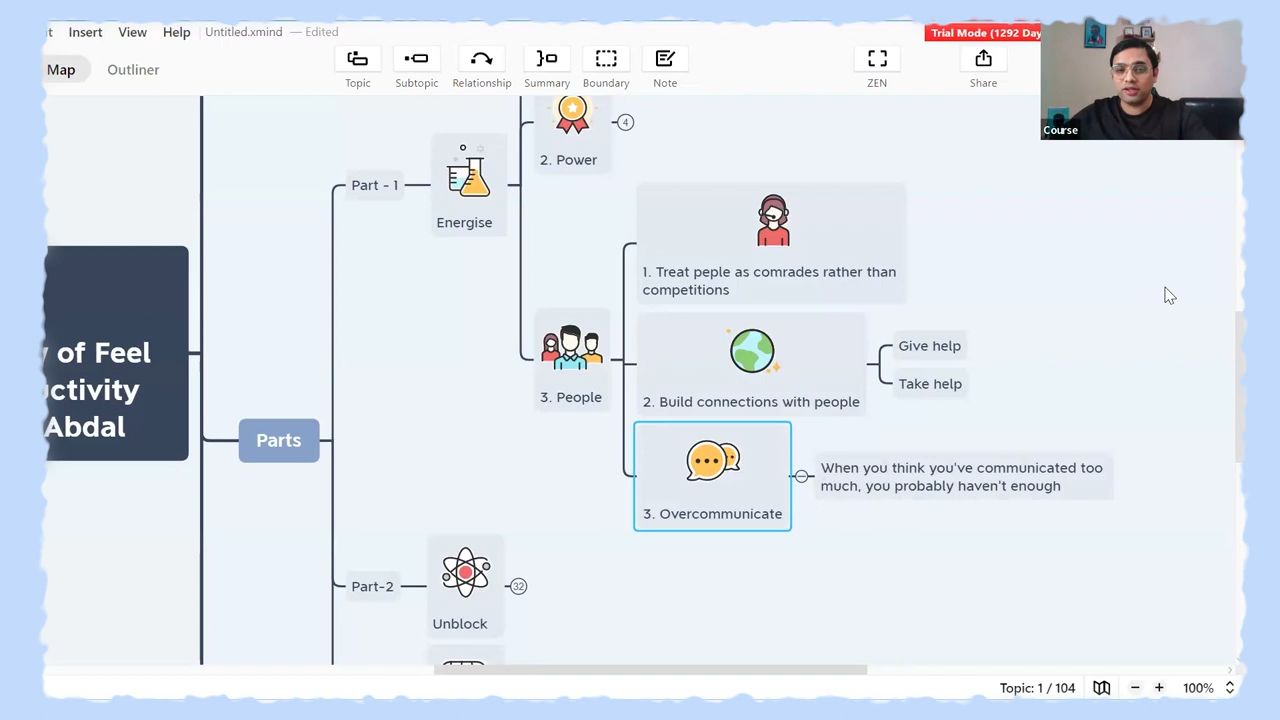 Insert View Help Untitled.xmind — Edited
Trial Mode (1292 Day
Map Outliner
Topic Subtopic Relationship Summary Boundary Note ZEN Share
Course
4
2. Power
Part - 1
Energise
1. Treat peple as comrades rather than
competitions
3. People
2. Build connections with people
Give help
Take help
of Feel
ctivity
Abdal
Parts
3. Overcommunicate
When you think you've communicated too
much, you probably haven't enough
Part-2
Unblock
32
Topic: 1 / 104
100%